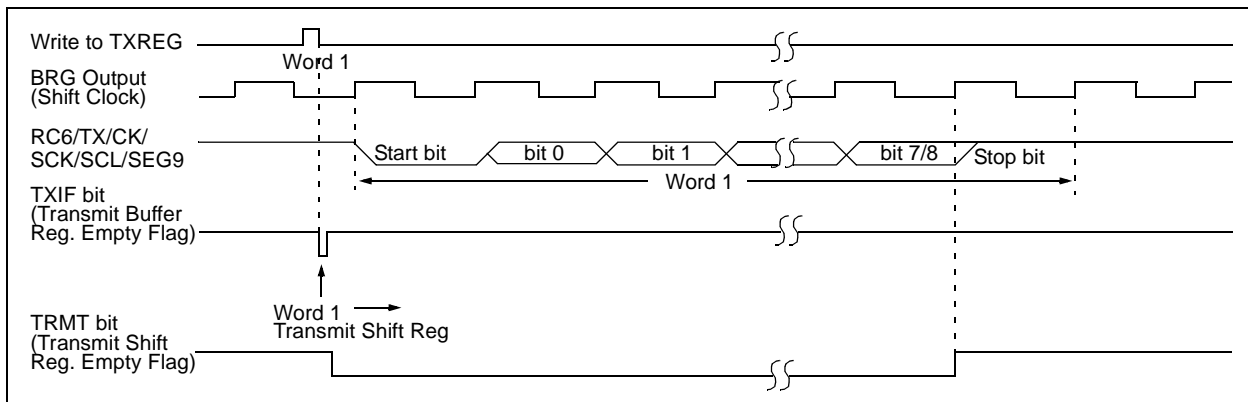 Write to TXREG
Word 1
BRG Output
(Shift Clock)
RC6/TX/CK/
SCK/SCL/SEG9
Start bit
bit 0
bit 1
bit 7/8
Stop bit
Word 1
TXIF bit
(Transmit Buffer
Reg. Empty Flag)
Word 1
Transmit Shift Reg
TRMT bit
(Transmit Shift
Reg. Empty Flag)